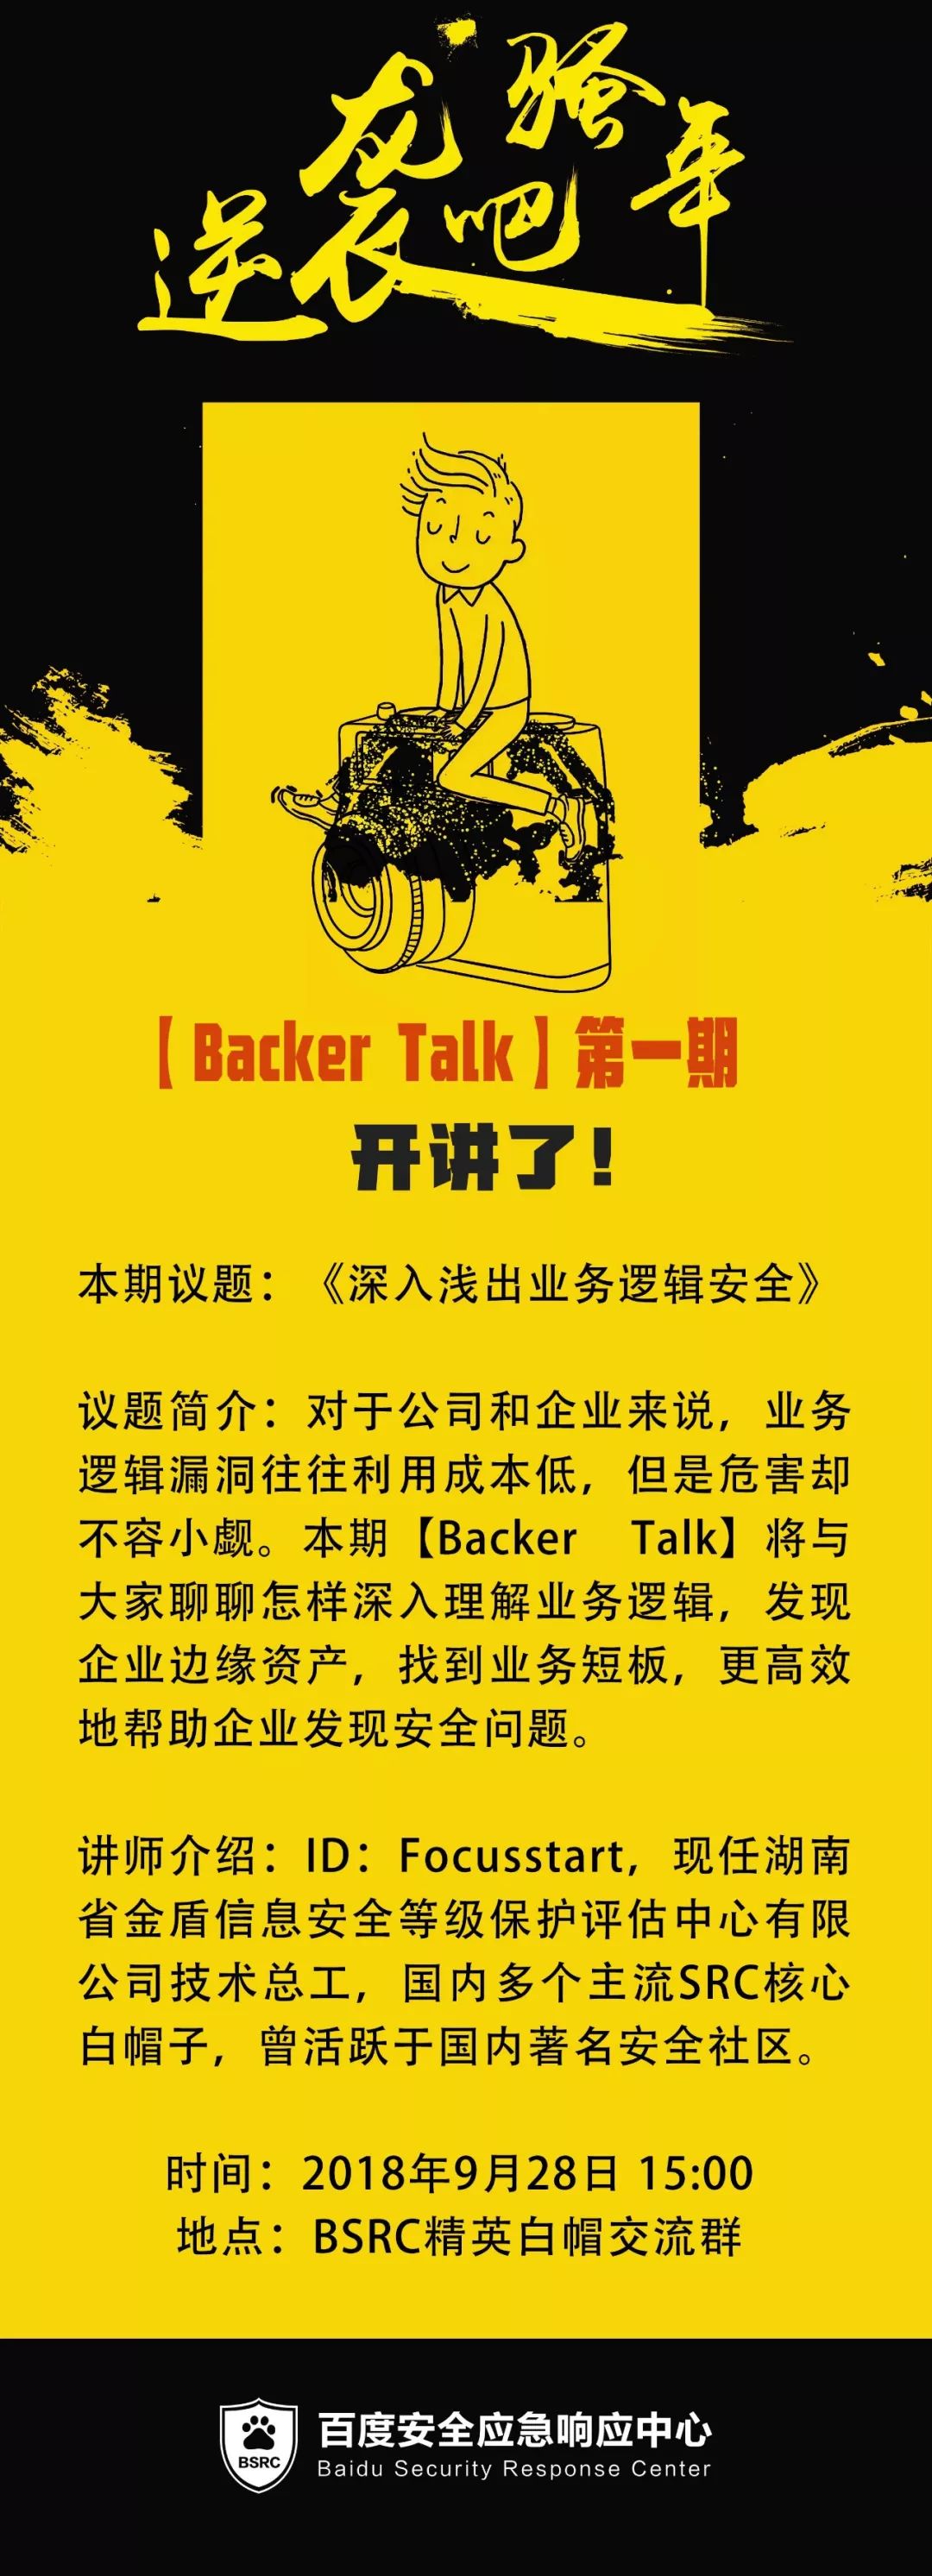 逆袭吧骚年
【Backer Talk】第一期
开讲了！
本期议题：《深入浅出业务逻辑安全》
议题简介：对于公司和企业来说，业务
逻辑漏洞往往利用成本低，但是危害却
不容小觑。本期【Backer Talk】将与
大家聊聊怎样深入理解业务逻辑，发现
企业边缘资产，找到业务短板，更高效
地帮助企业发现安全问题。
讲师介绍：ID：Focusstart，现任湖南
省金盾信息安全等级保护评估中心有限
公司技术总工，国内多个主流SRC核心
白帽子，曾活跃于国内著名安全社区。
时间：2018年9月28日 15:00
地点：BSRC精英白帽交流群
BSRC
百度安全应急响应中心
Baidu Security Response Center